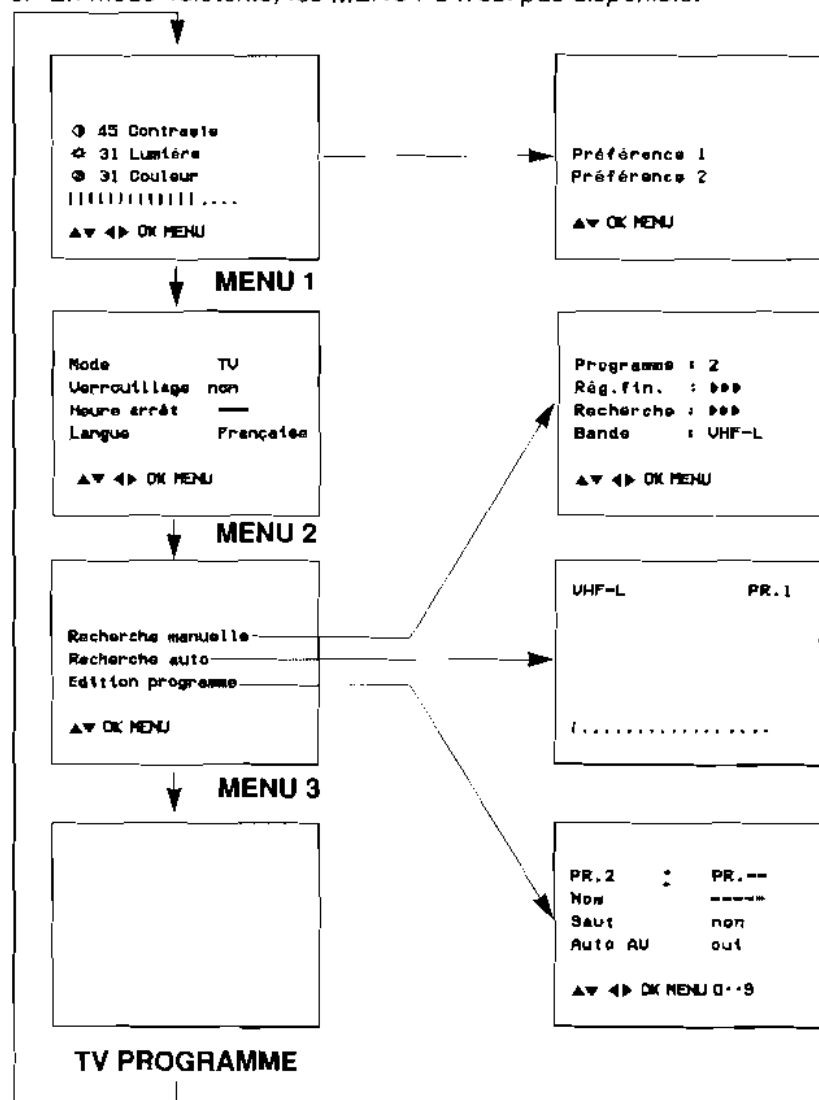 45 Contraste
31 Lumière
31 Couleur
▲▼ ◀▶ OK MENU
Préférence 1
Préférence 2
▲▼ OK MENU
MENU 1
Mode TV
Verrouillage non
Heure arrêt ——
Langue Française
▲▼ ◀▶ OK MENU
Programme : 2
Rég.fin. : ▶▶▶
Recherche : ▶▶▶
Bande : VHF-L
▲▼ ◀▶ OK MENU
MENU 2
Recherche manuelle
Recherche auto
Edition programme
▲▼ OK MENU
VHF-L PR.1
MENU 3
PR.2 : PR.--
Nom -----
Saut non
Auto AV oui
▲▼ ◀▶ OK MENU 0··9
TV PROGRAMME